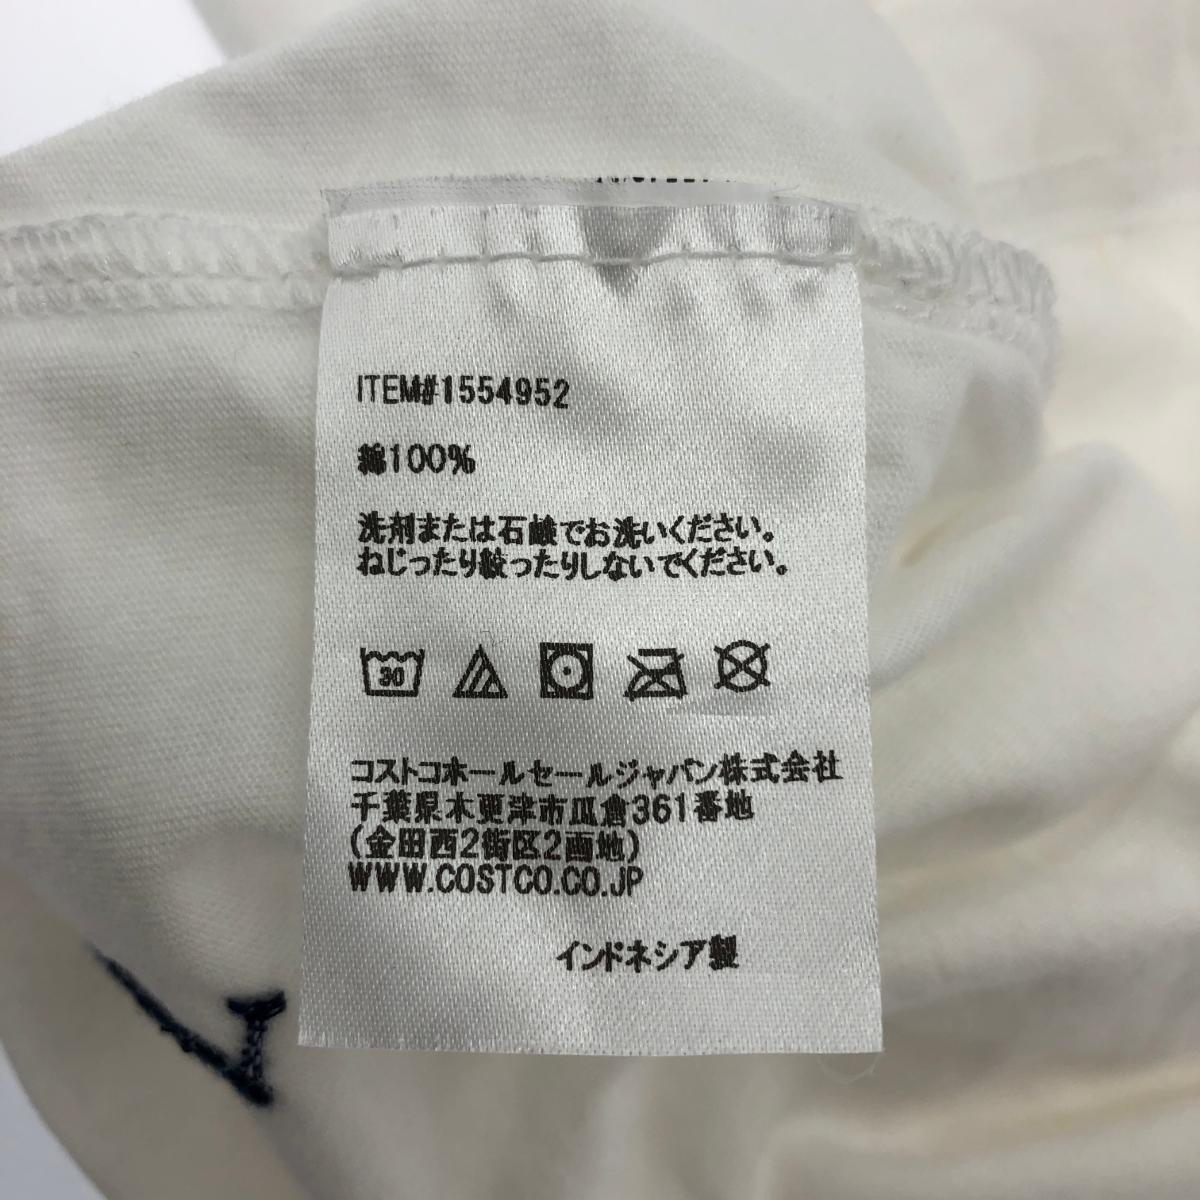 ITEM#1554952
綿100%
洗剤または石鹸でお洗いください。
ねじったり絞ったりしないでください。
30
コストコホールセールジャパン株式会社
千葉県木更津市瓜倉361番地
(金田西2街区2画地)
WWW.COSTCO.CO.JP
インドネシア製